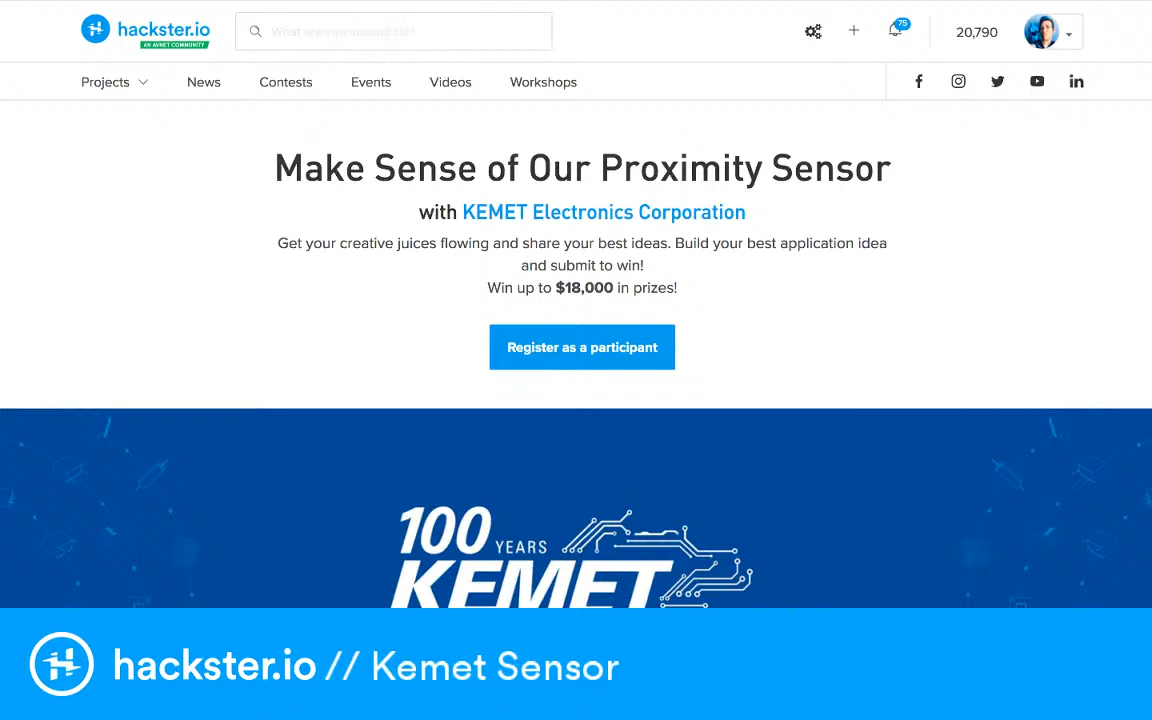 hackster.io
AN AVNET COMMUNITY
75
20,790
Projects
News
Contests
Events
Videos
Workshops
Make Sense of Our Proximity Sensor
with KEMET Electronics Corporation
Get your creative juices flowing and share your best ideas. Build your best application idea
and submit to win!
Win up to $18,000 in prizes!
Register as a participant
100 YEARS
KEMET
hackster.io // Kemet Sensor